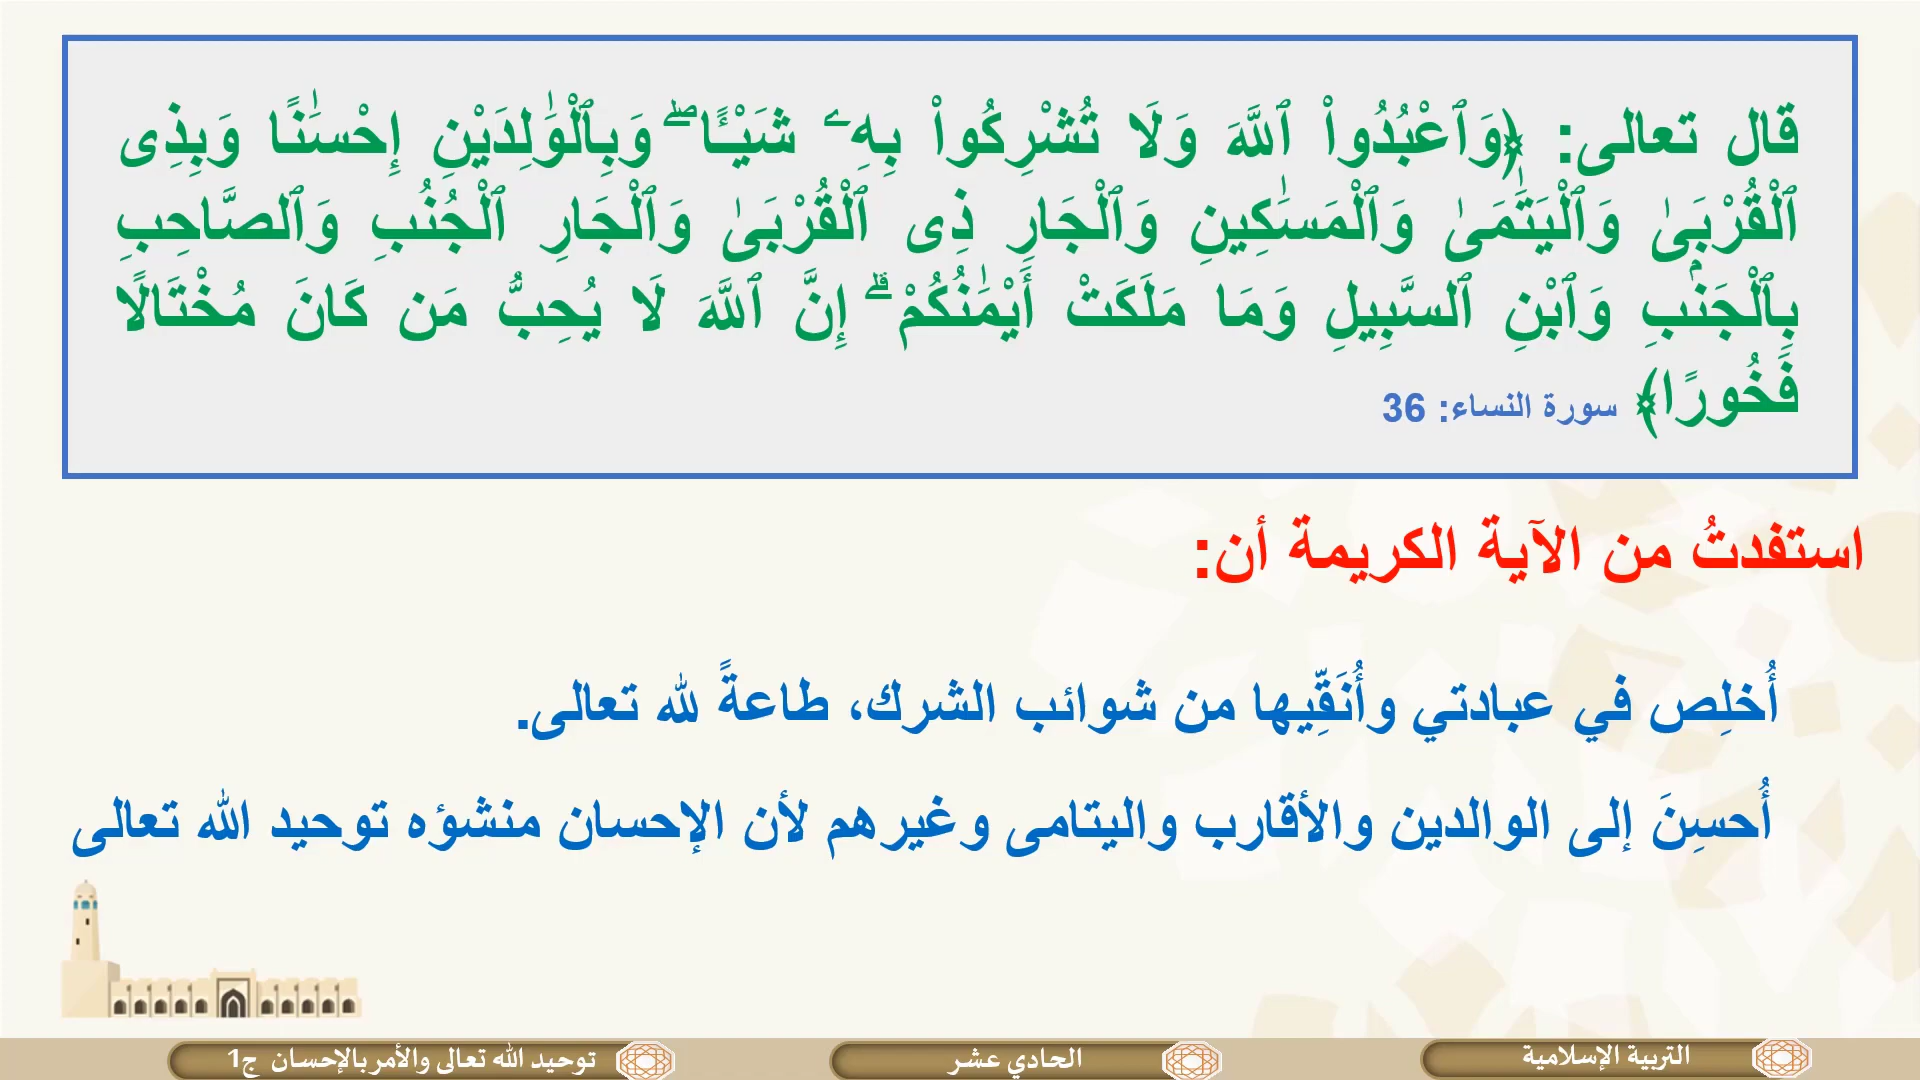 قال تعالى: ﴿وَٱعْبُدُوا۟ ٱللَّهَ وَلَا تُشْرِكُوا۟ بِهِۦ شَيْـًٔا ۖ وَبِٱلْوَٰلِدَيْنِ إِحْسَـٰنًا وَبِذِى
ٱلْقُرْبَىٰ وَٱلْيَتَـٰمَىٰ وَٱلْمَسَـٰكِينِ وَٱلْجَارِ ذِى ٱلْقُرْبَىٰ وَٱلْجَارِ ٱلْجُنُبِ وَٱلصَّاحِبِ
بِٱلْجَنۢبِ وَٱبْنِ ٱلسَّبِيلِ وَمَا مَلَكَتْ أَيْمَـٰنُكُمْ ۗ إِنَّ ٱللَّهَ لَا يُحِبُّ مَن كَانَ مُخْتَالًا
فَخُورًا﴾ سورة النساء: 36
استفدتُ من الآية الكريمة أن:
أُخلِص في عبادتي وأُنَقِّيها من شوائب الشرك، طاعةً لله تعالى.
أُحسِنَ إلى الوالدين والأقارب واليتامى وغيرهم لأن الإحسان منشؤه توحيد الله تعالى
التربية الإسلامية
الحادي عشر
توحيد الله تعالى والأمر بالإحسان ج1